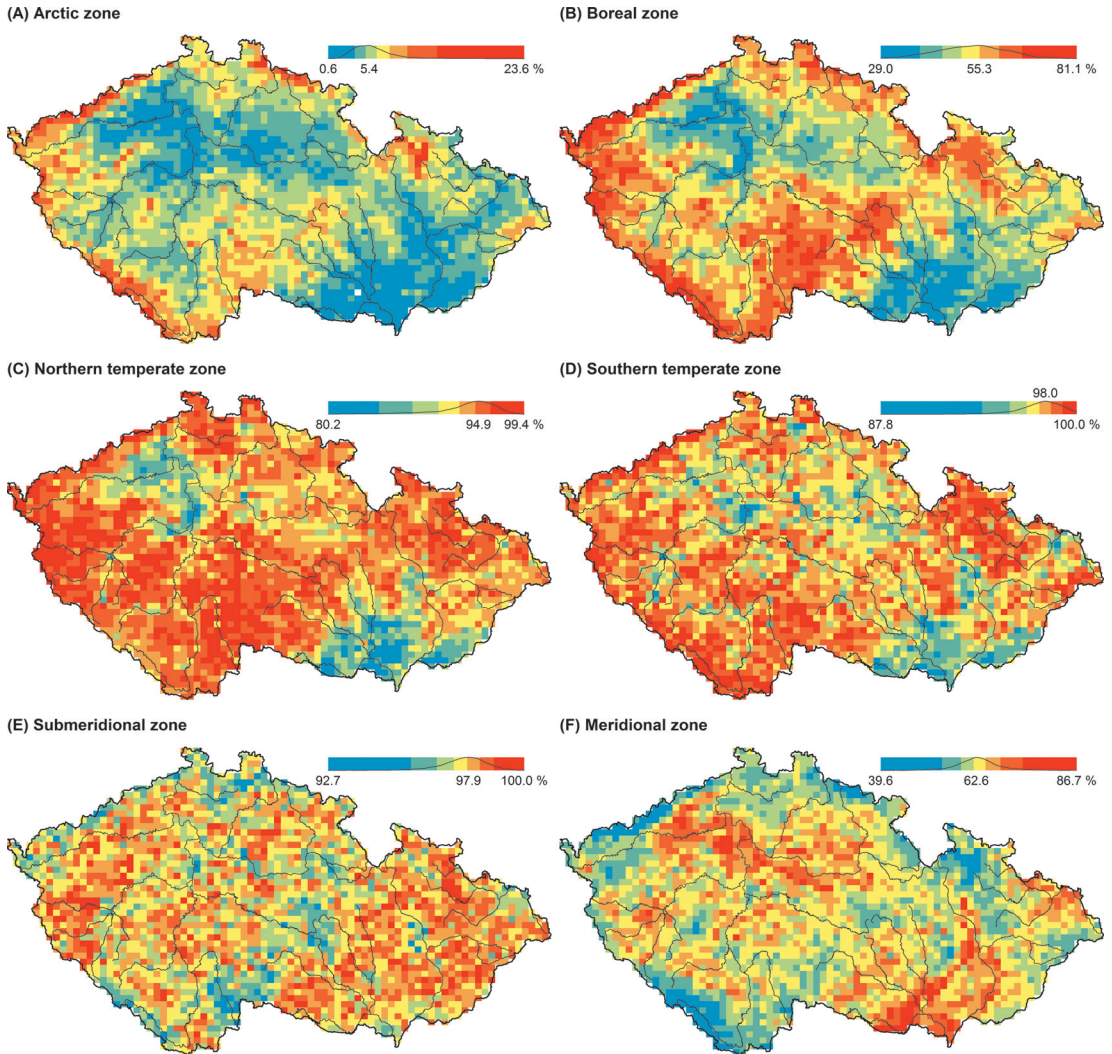 (A) Arctic zone
0.6 5.4 23.6 %
(B) Boreal zone
29.0 55.3 81.1 %
(C) Northern temperate zone
80.2 94.9 99.4 %
(D) Southern temperate zone
98.0
87.8 100.0 %
(E) Submeridional zone
92.7 97.9 100.0 %
(F) Meridional zone
39.6 62.6 86.7 %